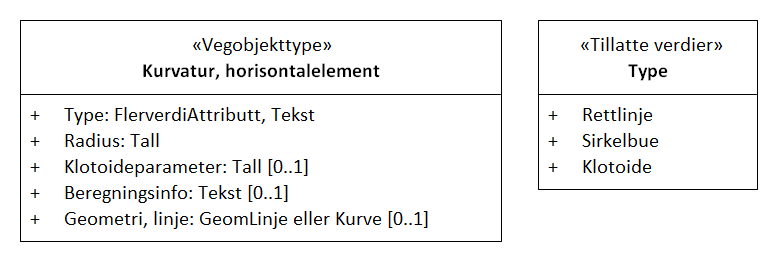 «Vegobjekttype»
Kurvatur, horisontalelement
+ Type: FlerverdiAttributt, Tekst
+ Radius: Tall
+ Klotoideparameter: Tall [0..1]
+ Beregningsinfo: Tekst [0..1]
+ Geometri, linje: GeomLinje eller Kurve [0..1]
«Tillatte verdier»
Type
+ Rettlinje
+ Sirkelbue
+ Klotoide